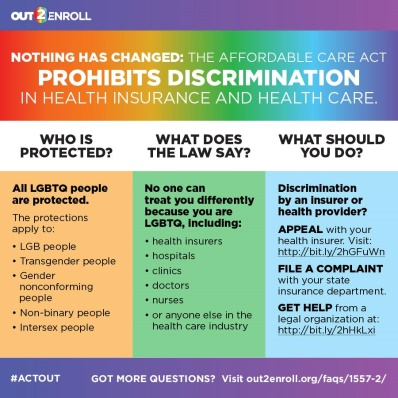 OUT2ENROLL
NOTHING HAS CHANGED: THE AFFORDABLE CARE ACT
PROHIBITS DISCRIMINATION
IN HEALTH INSURANCE AND HEALTH CARE.
WHO IS
PROTECTED?
All LGBTQ people
are protected.
The protections
apply to:
• LGB people
• Transgender people
• Gender
nonconforming
people
• Non-binary people
• Intersex people
WHAT DOES
THE LAW SAY?
No one can
treat you differently
because you are
LGBTQ, including:
• health insurers
• hospitals
• clinics
• doctors
• nurses
• or anyone else in the
health care industry
WHAT SHOULD
YOU DO?
Discrimination
by an insurer or
health provider?
APPEAL with your
health insurer. Visit:
http://bit.ly/2hGFuWn
FILE A COMPLAINT
with your state
insurance department.
GET HELP from a
legal organization at:
http://bit.ly/2hHkLxi
#ACTOUT
GOT MORE QUESTIONS? Visit out2enroll.org/faqs/1557-2/